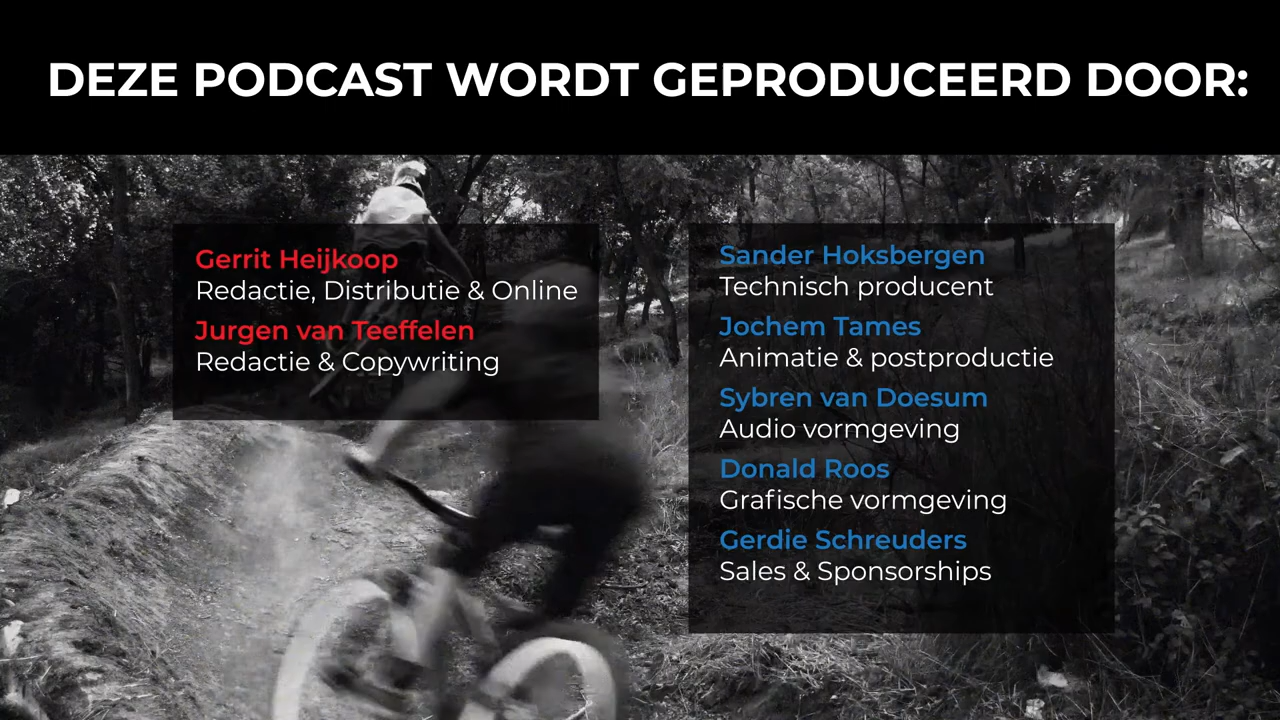 DEZE PODCAST WORDT GEPRODUCEERD DOOR:
Gerrit Heijkoop
Redactie, Distributie & Online
Jurgen van Teeffelen
Redactie & Copywriting
Sander Hoksbergen
Technisch producent
Jochem Tames
Animatie & postproductie
Sybren van Doesum
Audio vormgeving
Donald Roos
Grafische vormgeving
Gerdie Schreuders
Sales & Sponsorships